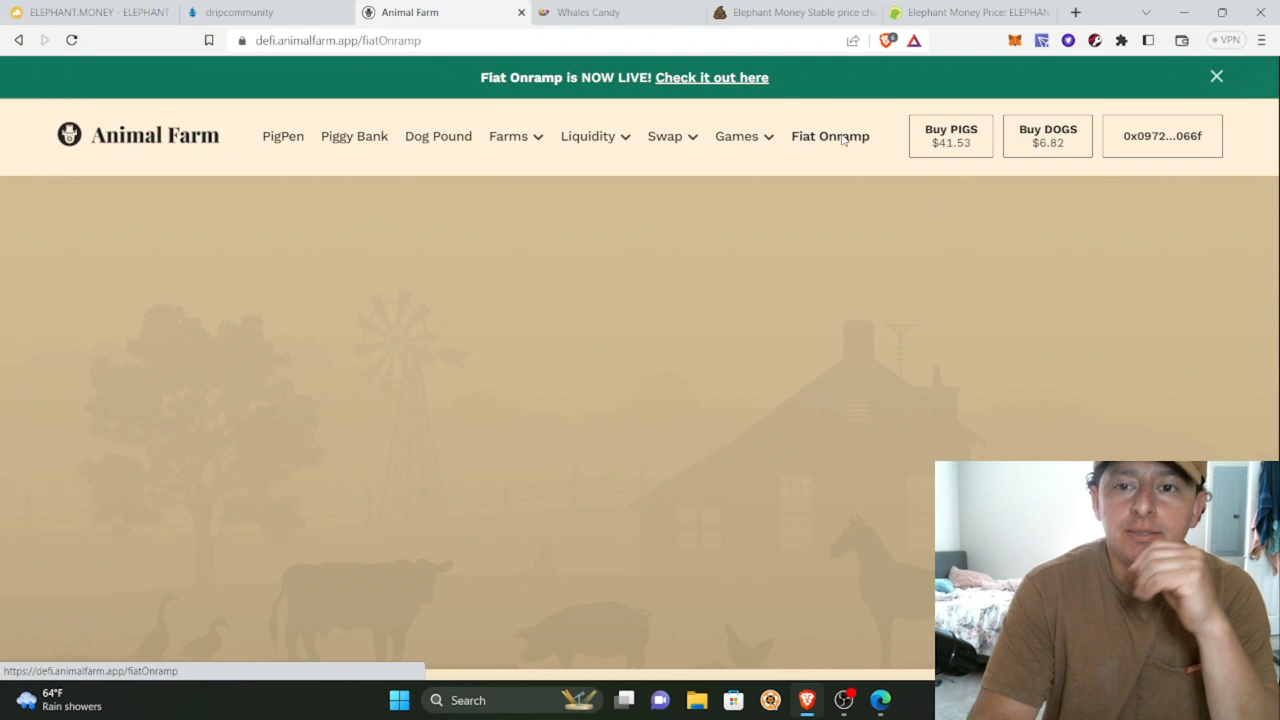 ELEPHANT.MONEY - ELEPHANT
dripcommunity
Animal Farm
Whales Candy
Elephant Money Stable price cha
Elephant Money Price: ELEPHAN
defi.animalfarm.app/fiatOnramp
6
VPN
Fiat Onramp is NOW LIVE! Check it out here
Animal Farm
PigPen
Piggy Bank
Dog Pound
Farms
Liquidity
Swap
Games
Fiat Onramp
Buy PIGS
$41.53
Buy DOGS
$6.82
0x0972...066f
https://defi.animalfarm.app/fiatOnramp
64°F
Rain showers
Search